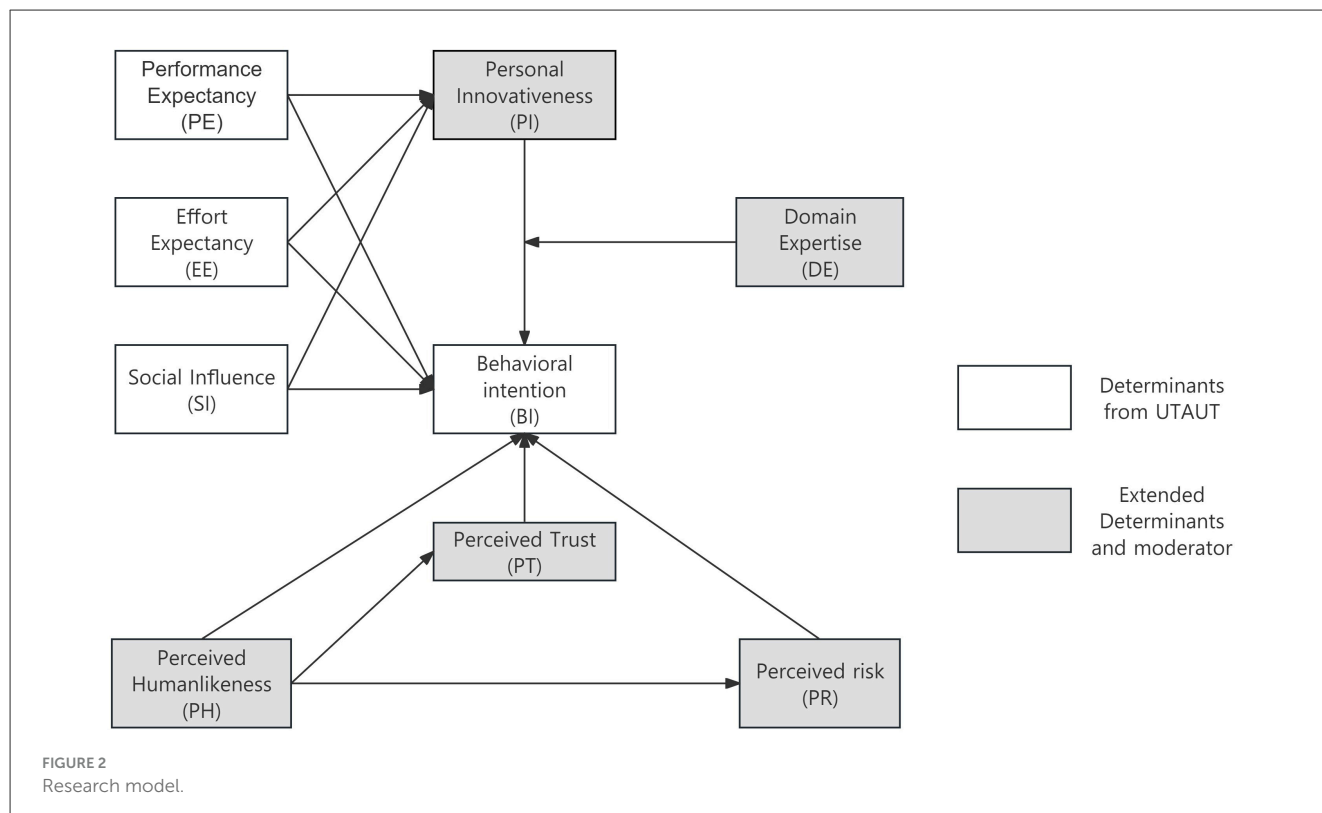 Performance
Expectancy
(PE)
Personal
Innovativeness
(PI)
Effort
Expectancy
(EE)
Domain
Expertise
(DE)
Social Influence
(SI)
Behavioral
intention
(BI)
Determinants
from UTAUT
Extended
Determinants
and moderator
Perceived Trust
(PT)
Perceived
Humanlikeness
(PH)
Perceived risk
(PR)
FIGURE 2
Research model.